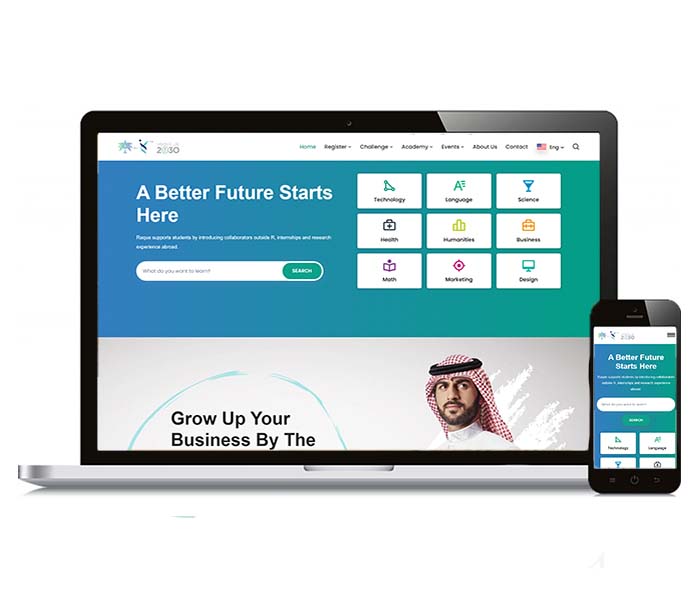 2030
Home Register Challenge Academy Events About Us Contact Eng
A Better Future Starts
Here
Raque supports students by introducing collaborators outside R, internships and research
experience abroad.
What do you want to learn? SEARCH
Technology Language Science
Health Humanities Business
Math Marketing Design
Grow Up Your
Business By The
2030
A Better Future
Starts Here
Raque supports students by introducing collaborators
outside R, internships and research experience
abroad.
What do you want to learn?
SEARCH
Technology Language